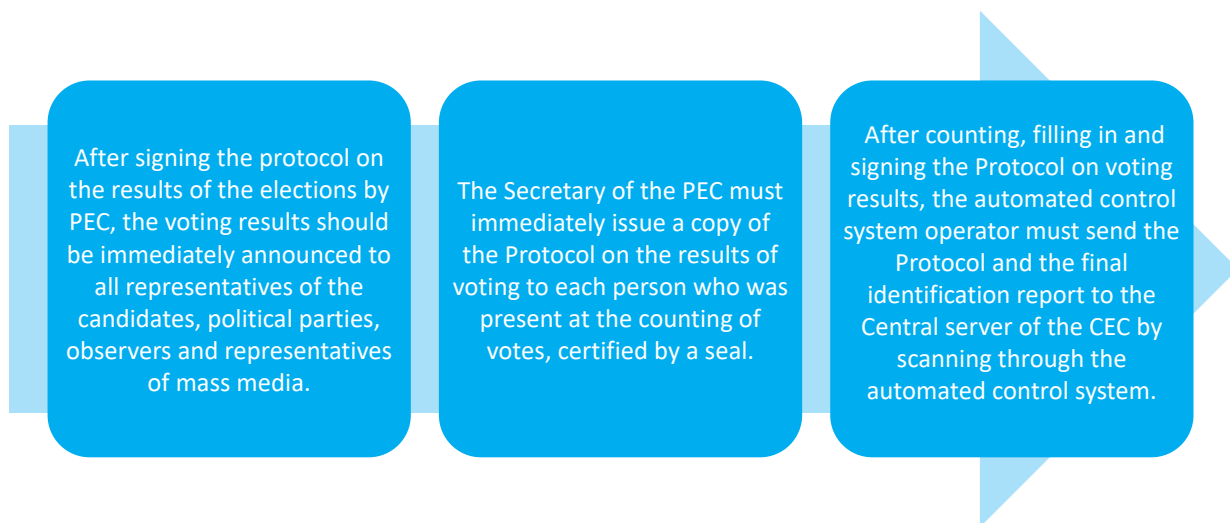 After signing the protocol on
the results of the elections by
PEC, the voting results should
be immediately announced to
all representatives of the
candidates, political parties,
observers and representatives
of mass media.
The Secretary of the PEC must
immediately issue a copy of
the Protocol on the results of
voting to each person who was
present at the counting of
votes, certified by a seal.
After counting, filling in and
signing the Protocol on voting
results, the automated control
system operator must send the
Protocol and the final
identification report to the
Central server of the CEC by
scanning through the
automated control system.